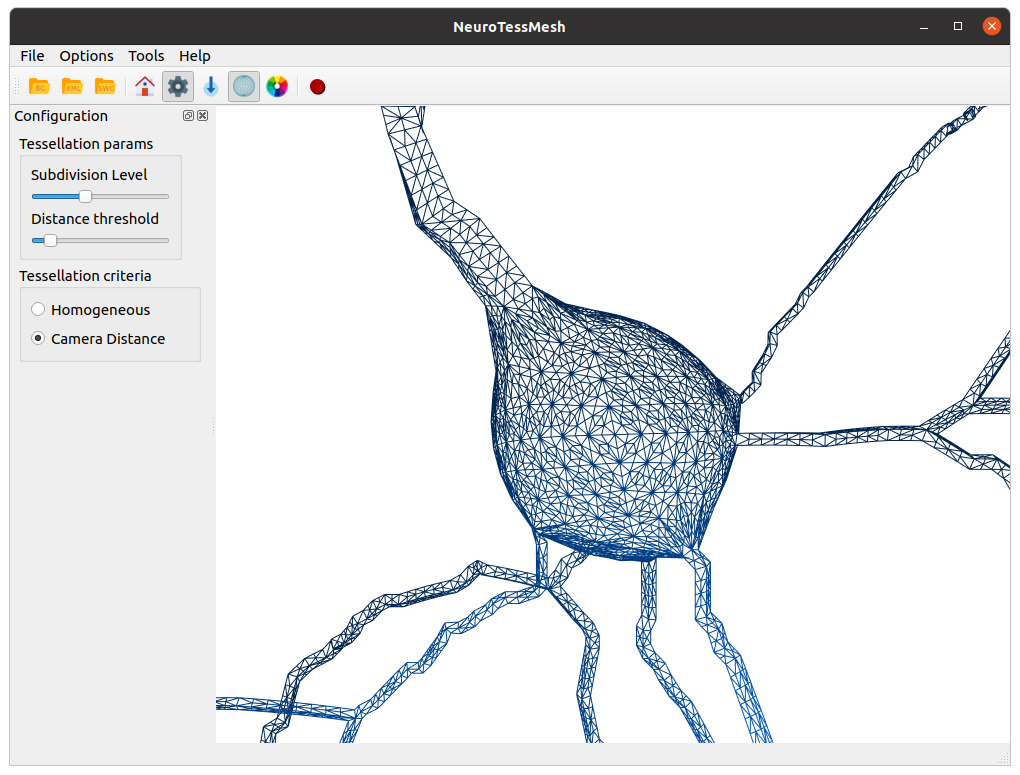 NeuroTessMesh
File Options Tools Help
BC XML SWC
Configuration
Tessellation params
Subdivision Level
Distance threshold
Tessellation criteria
Homogeneous
Camera Distance